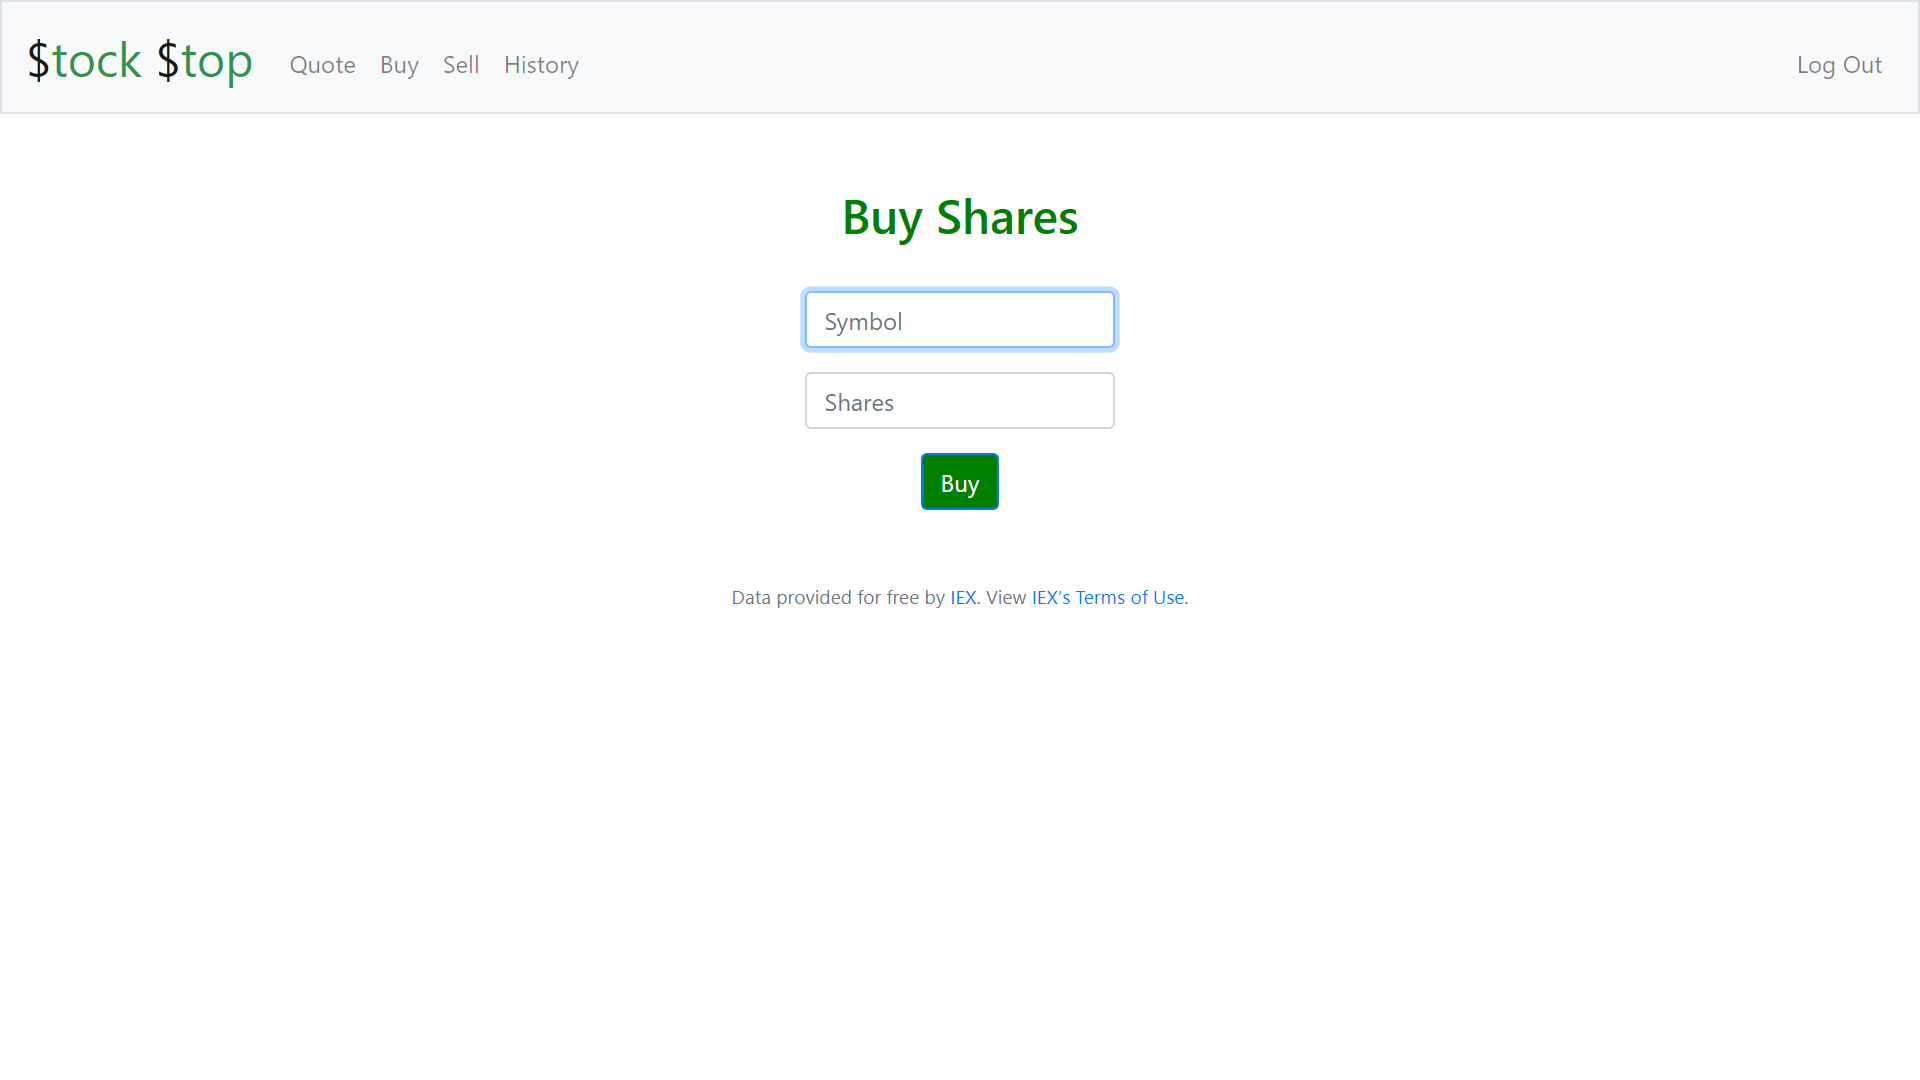 $tock $top Quote Buy Sell History Log Out
Buy Shares
Symbol
Shares
Buy
Data provided for free by IEX. View IEX’s Terms of Use.